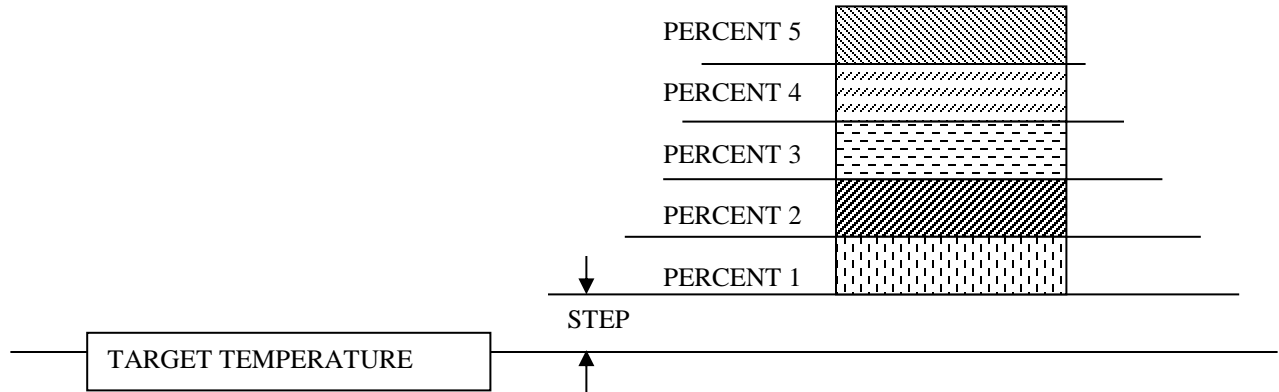 PERCENT 5
PERCENT 4
PERCENT 3
PERCENT 2
PERCENT 1
STEP
TARGET TEMPERATURE